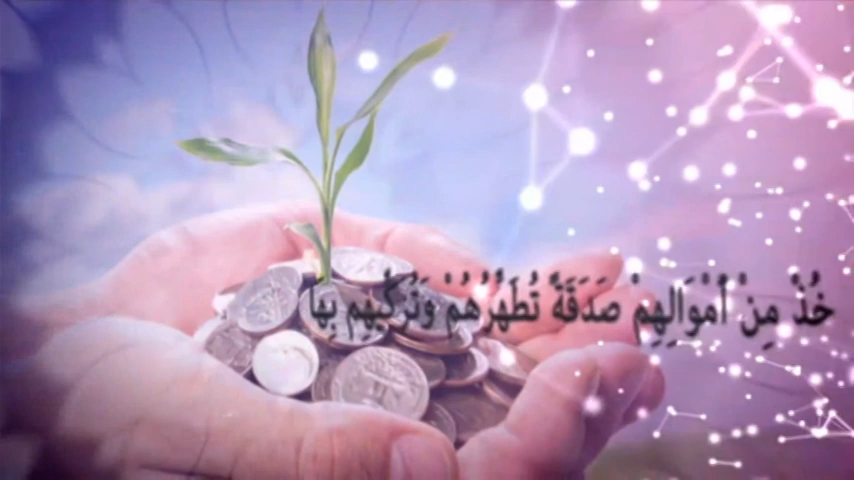 خُذْ مِنْ أَمْوَالِهِمْ صَدَقَةً تُطَهِّرُهُمْ وَتُزَكِّيهِم بِهَا